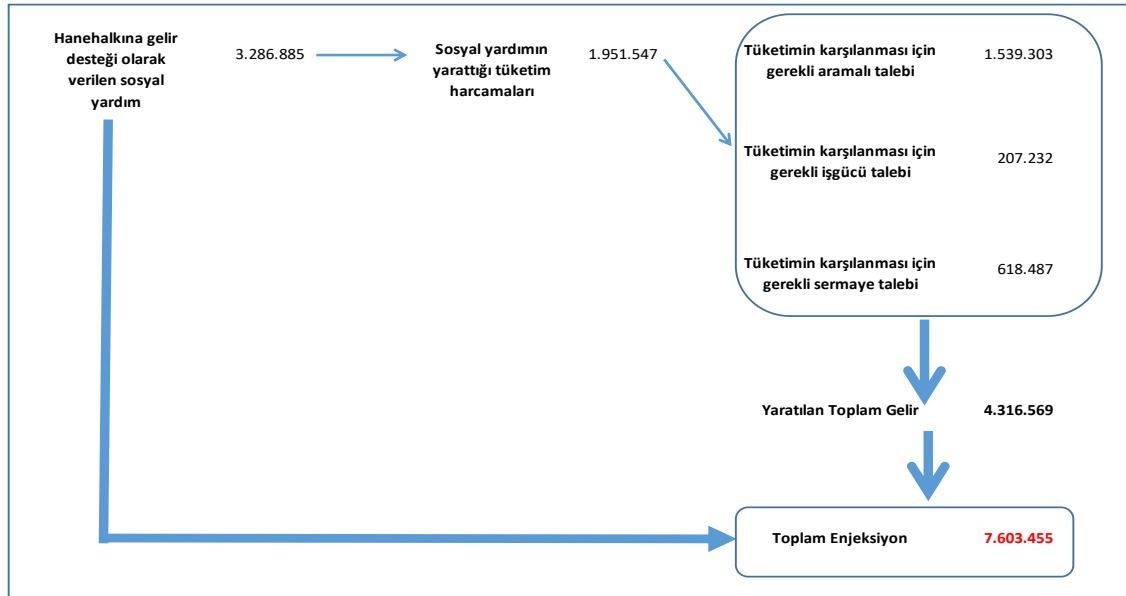 Hanehalkına gelir
desteği olarak
verilen sosyal
yardım
3.286.885
Sosyal yardımın
yarattığı tüketim
harcamaları
1.951.547
Tüketimin karşılanması için
gerekli aramalı talebi
1.539.303
Tüketimin karşılanması için
gerekli işgücü talebi
207.232
Tüketimin karşılanması için
gerekli sermaye talebi
618.487
Yaratılan Toplam Gelir
4.316.569
Toplam Enjeksiyon
7.603.455